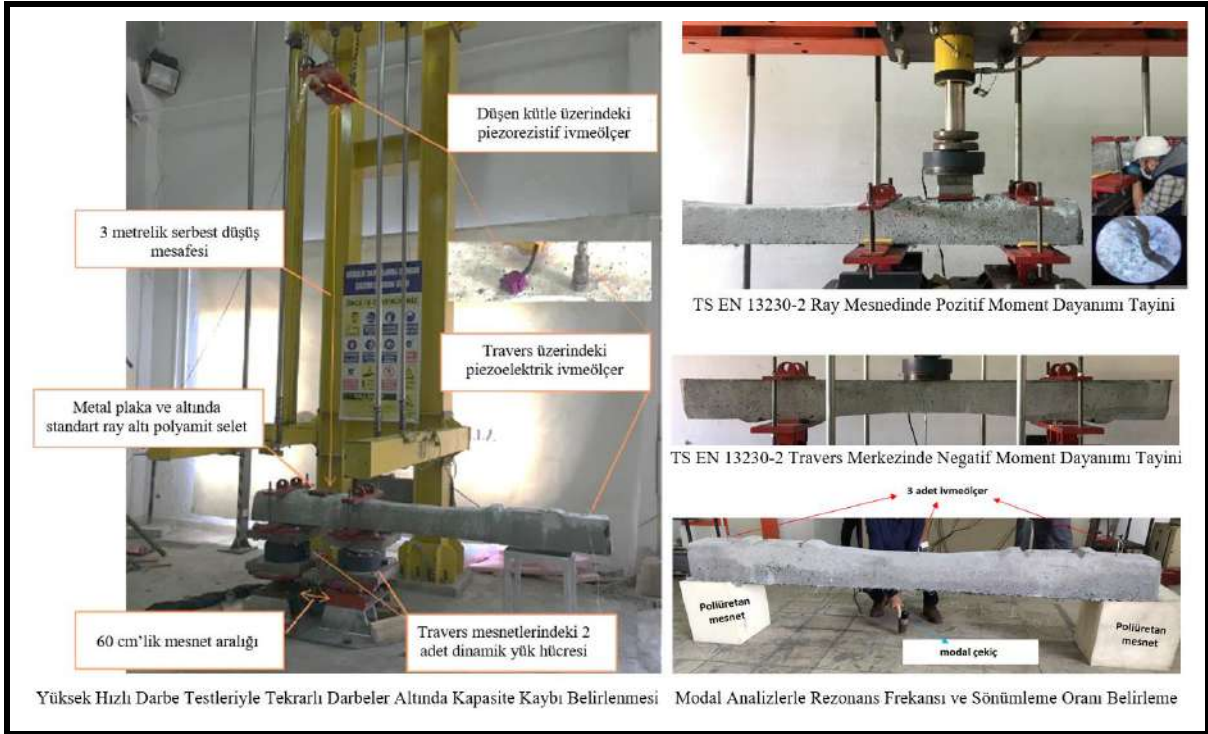 Düşen kütle üzerindeki
piezorezistif ivmeölçer
3 metrelik serbest düşüş
mesafesi
Travers üzerindeki
piezoelektrik ivmeölçer
Metal plaka ve altında
standart ray altı polyamit selet
60 cm'lik mesnet aralığı
Travers mesnetlerindeki 2
adet dinamik yük hücresi
Yüksek Hızlı Darbe Testleriyle Tekrarlı Darbeler Altında Kapasite Kaybı Belirlenmesi
TS EN 13230-2 Ray Mesnedinde Pozitif Moment Dayanımı Tayini
TS EN 13230-2 Travers Merkezinde Negatif Moment Dayanımı Tayini
3 adet ivmeölçer
Poliüretan
mesnet
Poliüretan
mesnet
modal çekiç
Modal Analizlerle Rezonans Frekansı ve Sönümleme Oranı Belirleme